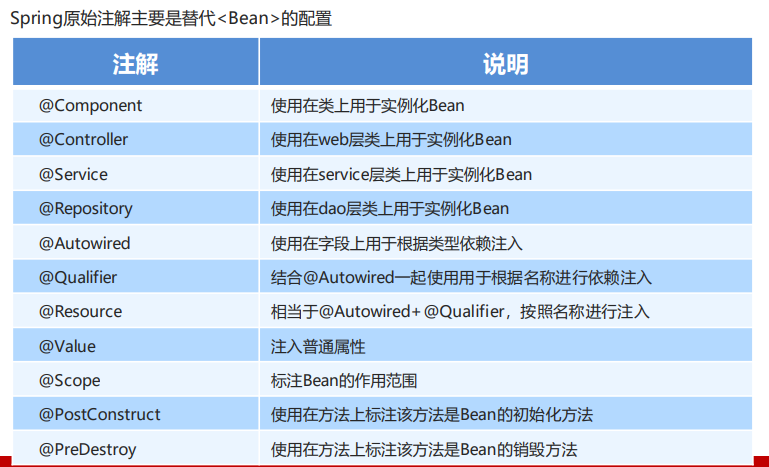 Spring原始注解主要是替代<Bean>的配置
注解 说明
@Component 使用在类上用于实例化Bean
@Controller 使用在web层类上用于实例化Bean
@Service 使用在service层类上用于实例化Bean
@Repository 使用在dao层类上用于实例化Bean
@Autowired 使用在字段上用于根据类型依赖注入
@Qualifier 结合@Autowired一起使用用于根据名称进行依赖注入
@Resource 相当于@Autowired+@Qualifier，按照名称进行注入
@Value 注入普通属性
@Scope 标注Bean的作用范围
@PostConstruct 使用在方法上标注该方法是Bean的初始化方法
@PreDestroy 使用在方法上标注该方法是Bean的销毁方法